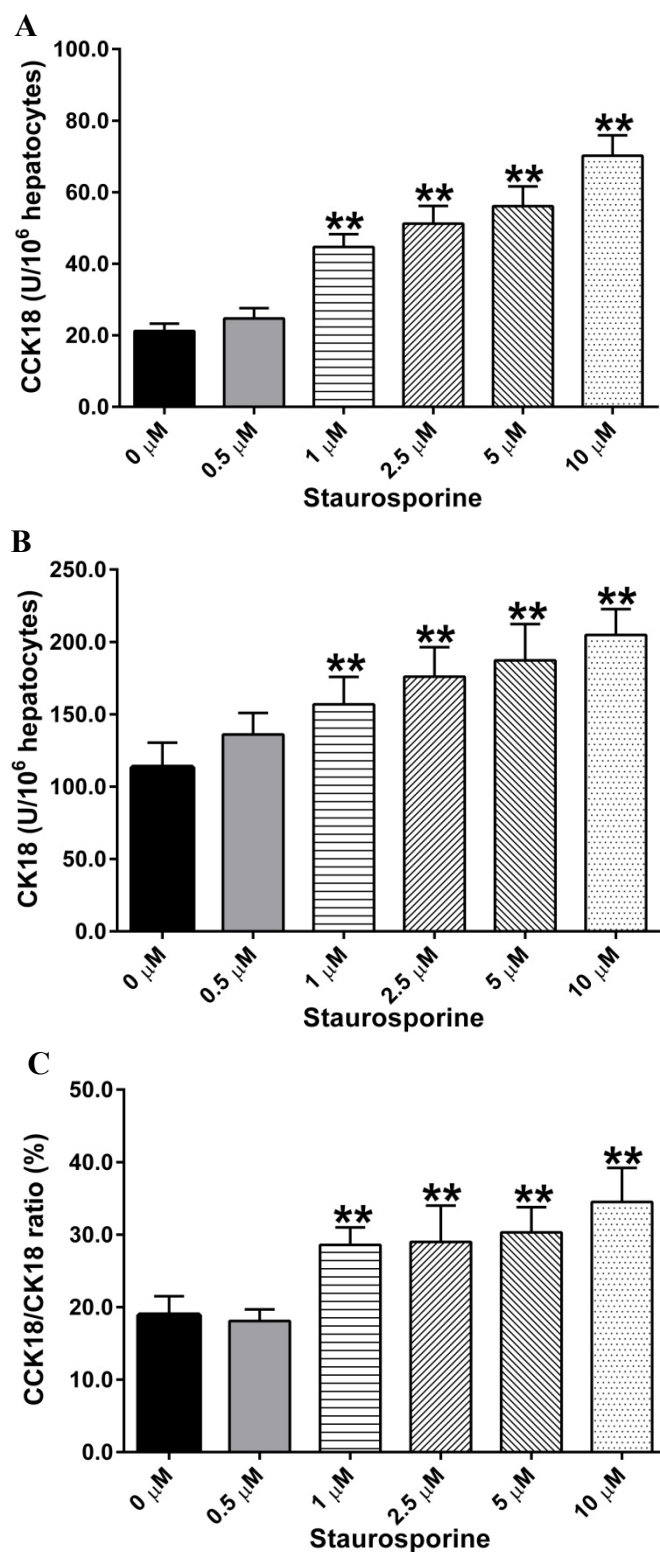 A
CCK18 (U/10⁶ hepatocytes)
100.0
80.0
60.0
40.0
20.0
0.0
**
**
**
**
0 μM
0.5 μM
1 μM
2.5 μM
5 μM
10 μM
Staurosporine
B
CK18 (U/10⁶ hepatocytes)
250.0
200.0
150.0
100.0
50.0
0.0
**
**
**
**
0 μM
0.5 μM
1 μM
2.5 μM
5 μM
10 μM
Staurosporine
C
CCK18/CK18 ratio (%)
50.0
40.0
30.0
20.0
10.0
0.0
**
**
**
**
0 μM
0.5 μM
1 μM
2.5 μM
5 μM
10 μM
Staurosporine